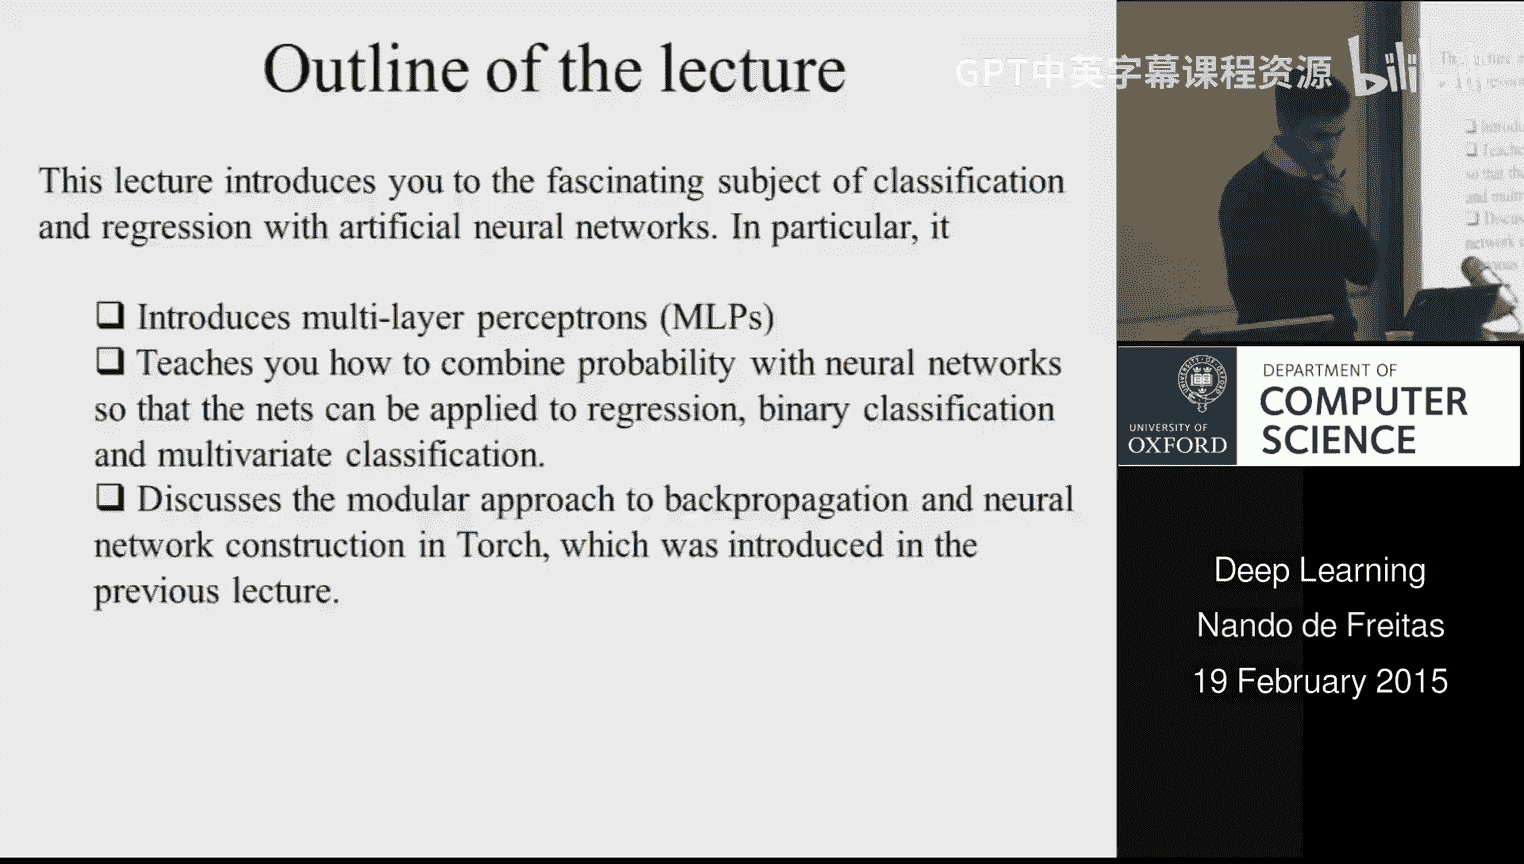 Outline of the lecture
This lecture introduces you to the fascinating subject of classification
and regression with artificial neural networks. In particular, it
❑ Introduces multi-layer perceptrons (MLPs)
❑ Teaches you how to combine probability with neural networks
so that the nets can be applied to regression, binary classification
and multivariate classification.
❑ Discusses the modular approach to backpropagation and neural
network construction in Torch, which was introduced in the
previous lecture.
GPT中英字幕课程资源
bili
UNIVERSITY OF
OXFORD
DEPARTMENT OF
COMPUTER
SCIENCE
Deep Learning
Nando de Freitas
19 February 2015